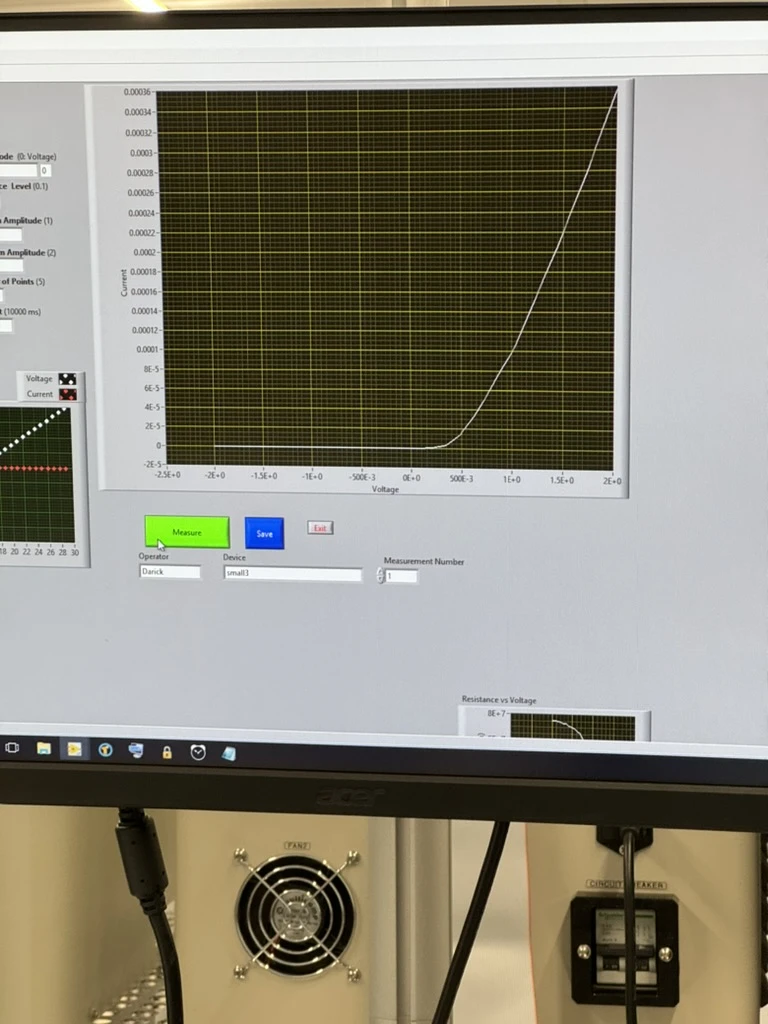 ode (0: Voltage)
0
ce Level (0.1)
Amplitude (1)
m Amplitude (2)
of Points (5)
t (10000 ms)
Voltage
Current
18 20 22 24 26 28 30
0.00036
0.00034
0.00032
0.0003
0.00028
0.00026
0.00024
0.00022
0.0002
0.00018
0.00016
0.00014
0.00012
0.0001
8E-5
6E-5
4E-5
2E-5
0
-2E-5
Current
-2.5E+0 -2E+0 -1.5E+0 -1E+0 -500E-3 0E+0 500E-3 1E+0 1.5E+0 2E+0
Voltage
Measure
Save
Exit
Operator
Device
Measurement Number
Darick
small3
1
Resistance vs Voltage
8E+7
acer
FAN2
CIRCUIT BREAKER